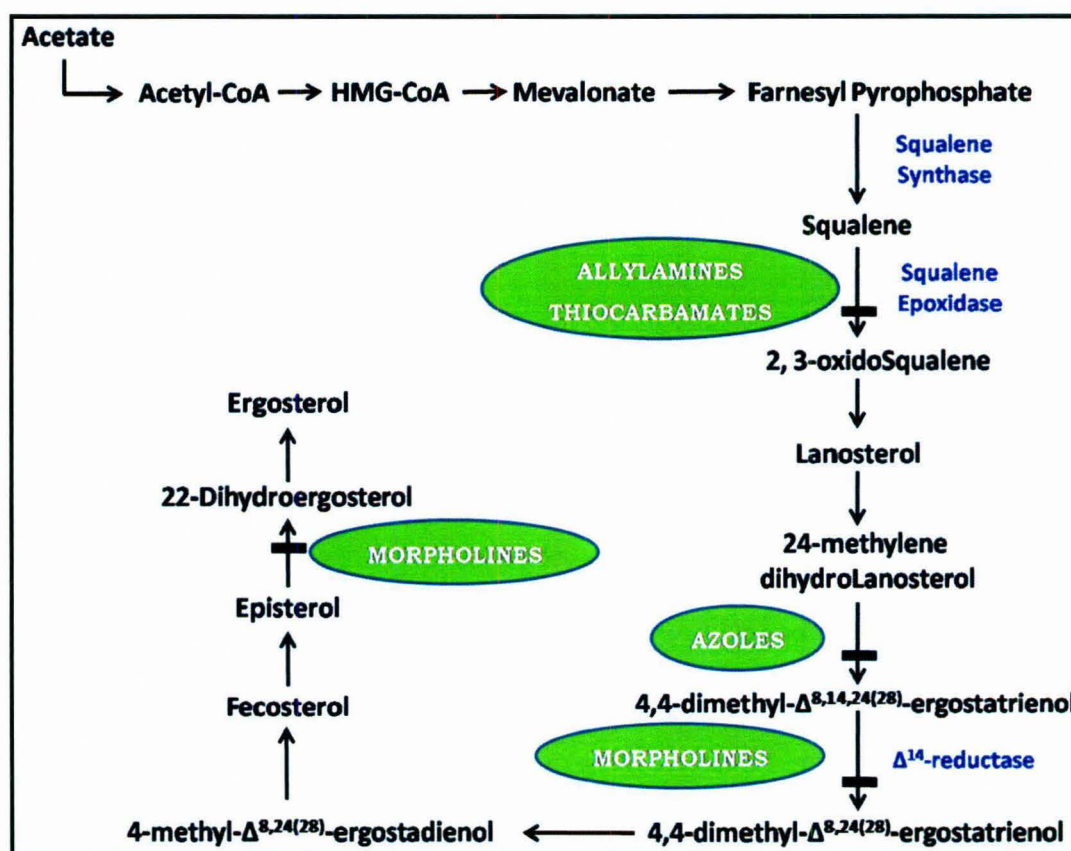 Acetate
Acetyl-CoA → HMG-CoA → Mevalonate → Farnesyl Pyrophosphate
Squalene
Synthase
Squalene
ALLYLAMINES
THIOCARBAMATES
Squalene
Epoxidase
2, 3-oxidoSqualene
Lanosterol
24-methylene
dihydroLanosterol
AZOLES
4,4-dimethyl-Δ8,14,24(28)-ergostatrienol
MORPHOLINES
Δ14-reductase
4,4-dimethyl-Δ8,24(28)-ergostatrienol
4-methyl-Δ8,24(28)-ergostadienol
Fecosterol
Episterol
MORPHOLINES
22-Dihydroergosterol
Ergosterol